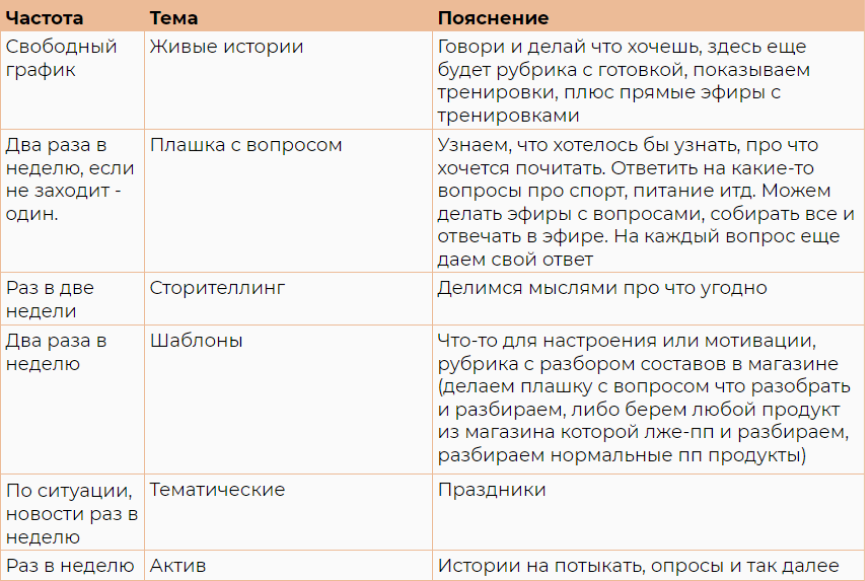 Частота Тема Пояснение
Свободный Живые истории Говори и делай что хочешь, здесь еще
график будет рубрика с готовкой, показываем
тренировки, плюс прямые эфиры с
тренировками
Два раза в Плашка с вопросом Узнаем, что хотелось бы узнать, про что
неделю, если хочется почитать. Ответить на какие-то
не заходит - вопросы про спорт, питание итд. Можем
один. делать эфиры с вопросами, собирать все и
отвечать в эфире. На каждый вопрос еще
даем свой ответ
Раз в две Сторителлинг Делимся мыслями про что угодно
недели
Два раза в Шаблоны Что-то для настроения или мотивации,
неделю рубрика с разбором составов в магазине
(делаем плашку с вопросом что разобрать
и разбираем, либо берем любой продукт
из магазина которой лже-пп и разбираем,
разбираем нормальные пп продукты)
По ситуации, Тематические Праздники
новости раз в
неделю
Раз в неделю Актив Истории на потыкать, опросы и так далее